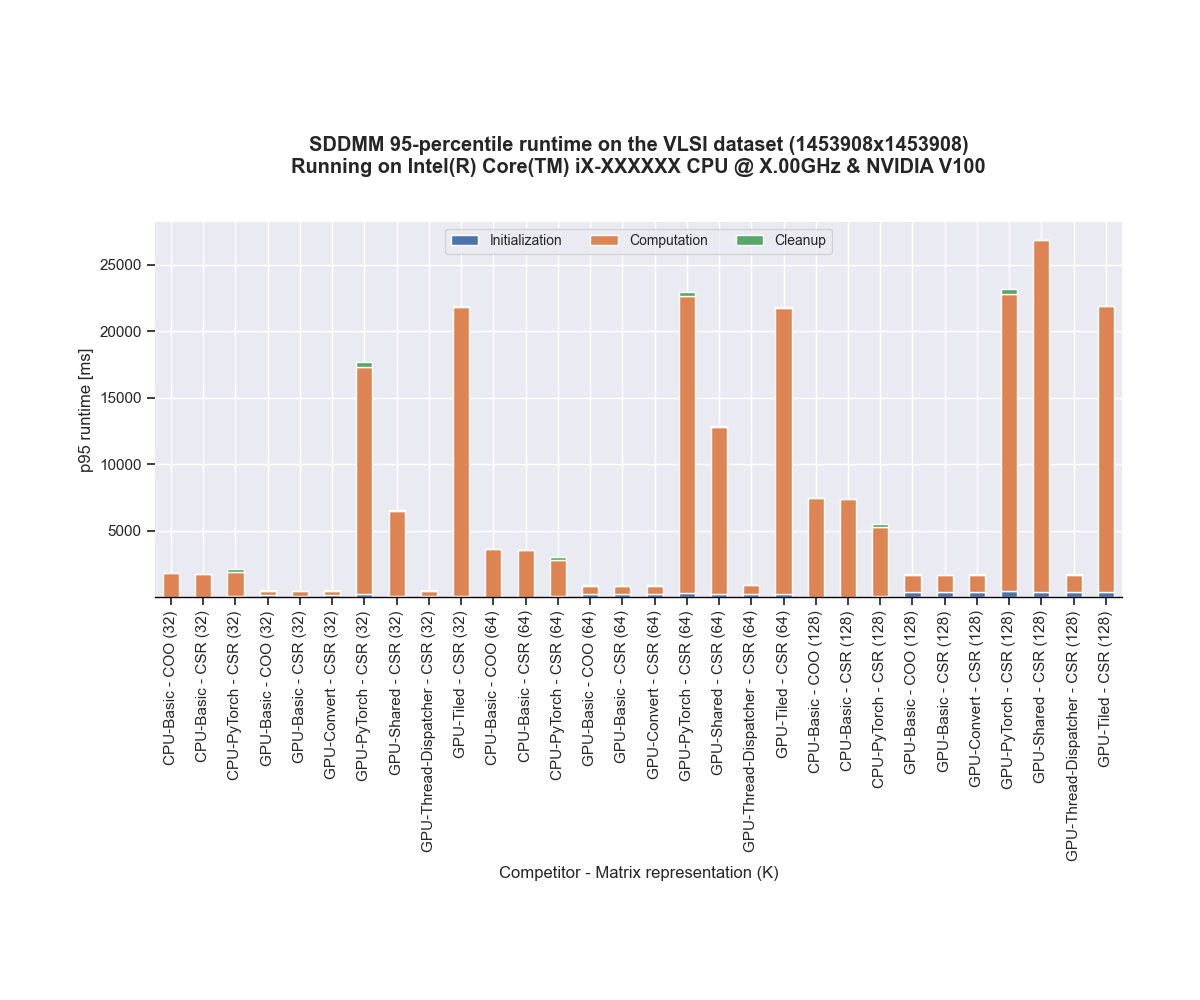 SDDMM 95-percentile runtime on the VLSI dataset (1453908x1453908)
Running on Intel(R) Core(TM) iX-XXXXXX CPU @ X.00GHz & NVIDIA V100
Initialization
Computation
Cleanup
p95 runtime [ms]
25000
20000
15000
10000
5000
CPU-Basic - COO (32)
CPU-Basic - CSR (32)
CPU-PyTorch - CSR (32)
GPU-Basic - COO (32)
GPU-Basic - CSR (32)
GPU-Convert - CSR (32)
GPU-PyTorch - CSR (32)
GPU-Shared - CSR (32)
GPU-Thread-Dispatcher - CSR (32)
GPU-Tiled - CSR (32)
CPU-Basic - COO (64)
CPU-Basic - CSR (64)
CPU-PyTorch - CSR (64)
GPU-Basic - COO (64)
GPU-Basic - CSR (64)
GPU-Convert - CSR (64)
GPU-PyTorch - CSR (64)
GPU-Shared - CSR (64)
GPU-Thread-Dispatcher - CSR (64)
GPU-Tiled - CSR (64)
CPU-Basic - COO (128)
CPU-Basic - CSR (128)
CPU-PyTorch - CSR (128)
GPU-Basic - COO (128)
GPU-Basic - CSR (128)
GPU-Convert - CSR (128)
GPU-PyTorch - CSR (128)
GPU-Shared - CSR (128)
GPU-Thread-Dispatcher - CSR (128)
GPU-Tiled - CSR (128)
Competitor - Matrix representation (K)